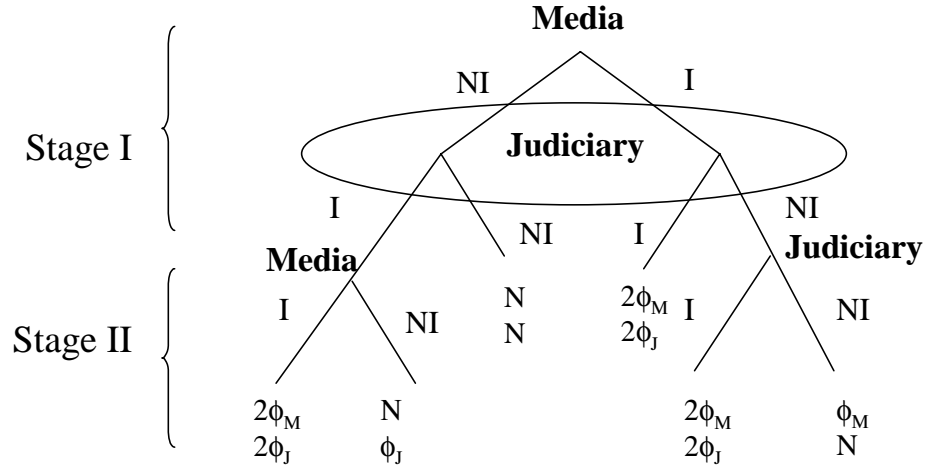 Media
NI I
Stage I
Judiciary
I NI I NI
Media Judiciary
Stage II
I NI N 2ϕM I NI
N 2ϕJ
2ϕM N 2ϕM ϕM
2ϕJ ϕJ 2ϕJ N